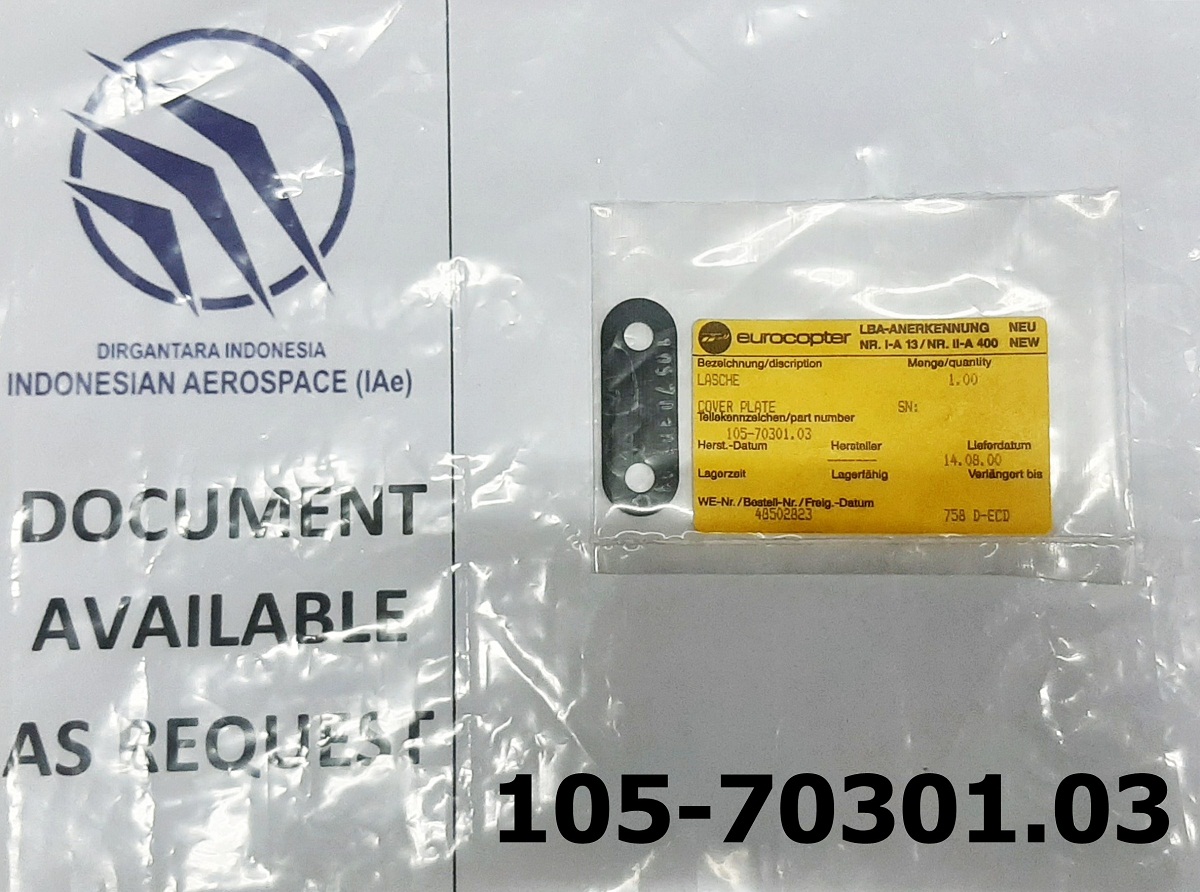 DIRGANTARA INDONESIA
INDONESIAN AEROSPACE (IAe)
DOCUMENT
AVAILABLE
AS REQUEST
eurocopter
LBA-ANERKENNUNG NEU
NR. I-A 13/NR. II-A 400 NEW
Bezeichnung/discription Menge/quantity
LASCHE 1.00
COVER PLATE SN:
Teilekennzeichen/part number
105-70301.03
Herst.-Datum Hersteller Lieferdatum
14.08.00
Lagerzeit Lagerfähig Verlängert bis
WE-Nr./Bestell-Nr./Freig.-Datum
48502823 758 D-ECD
105-70301.03